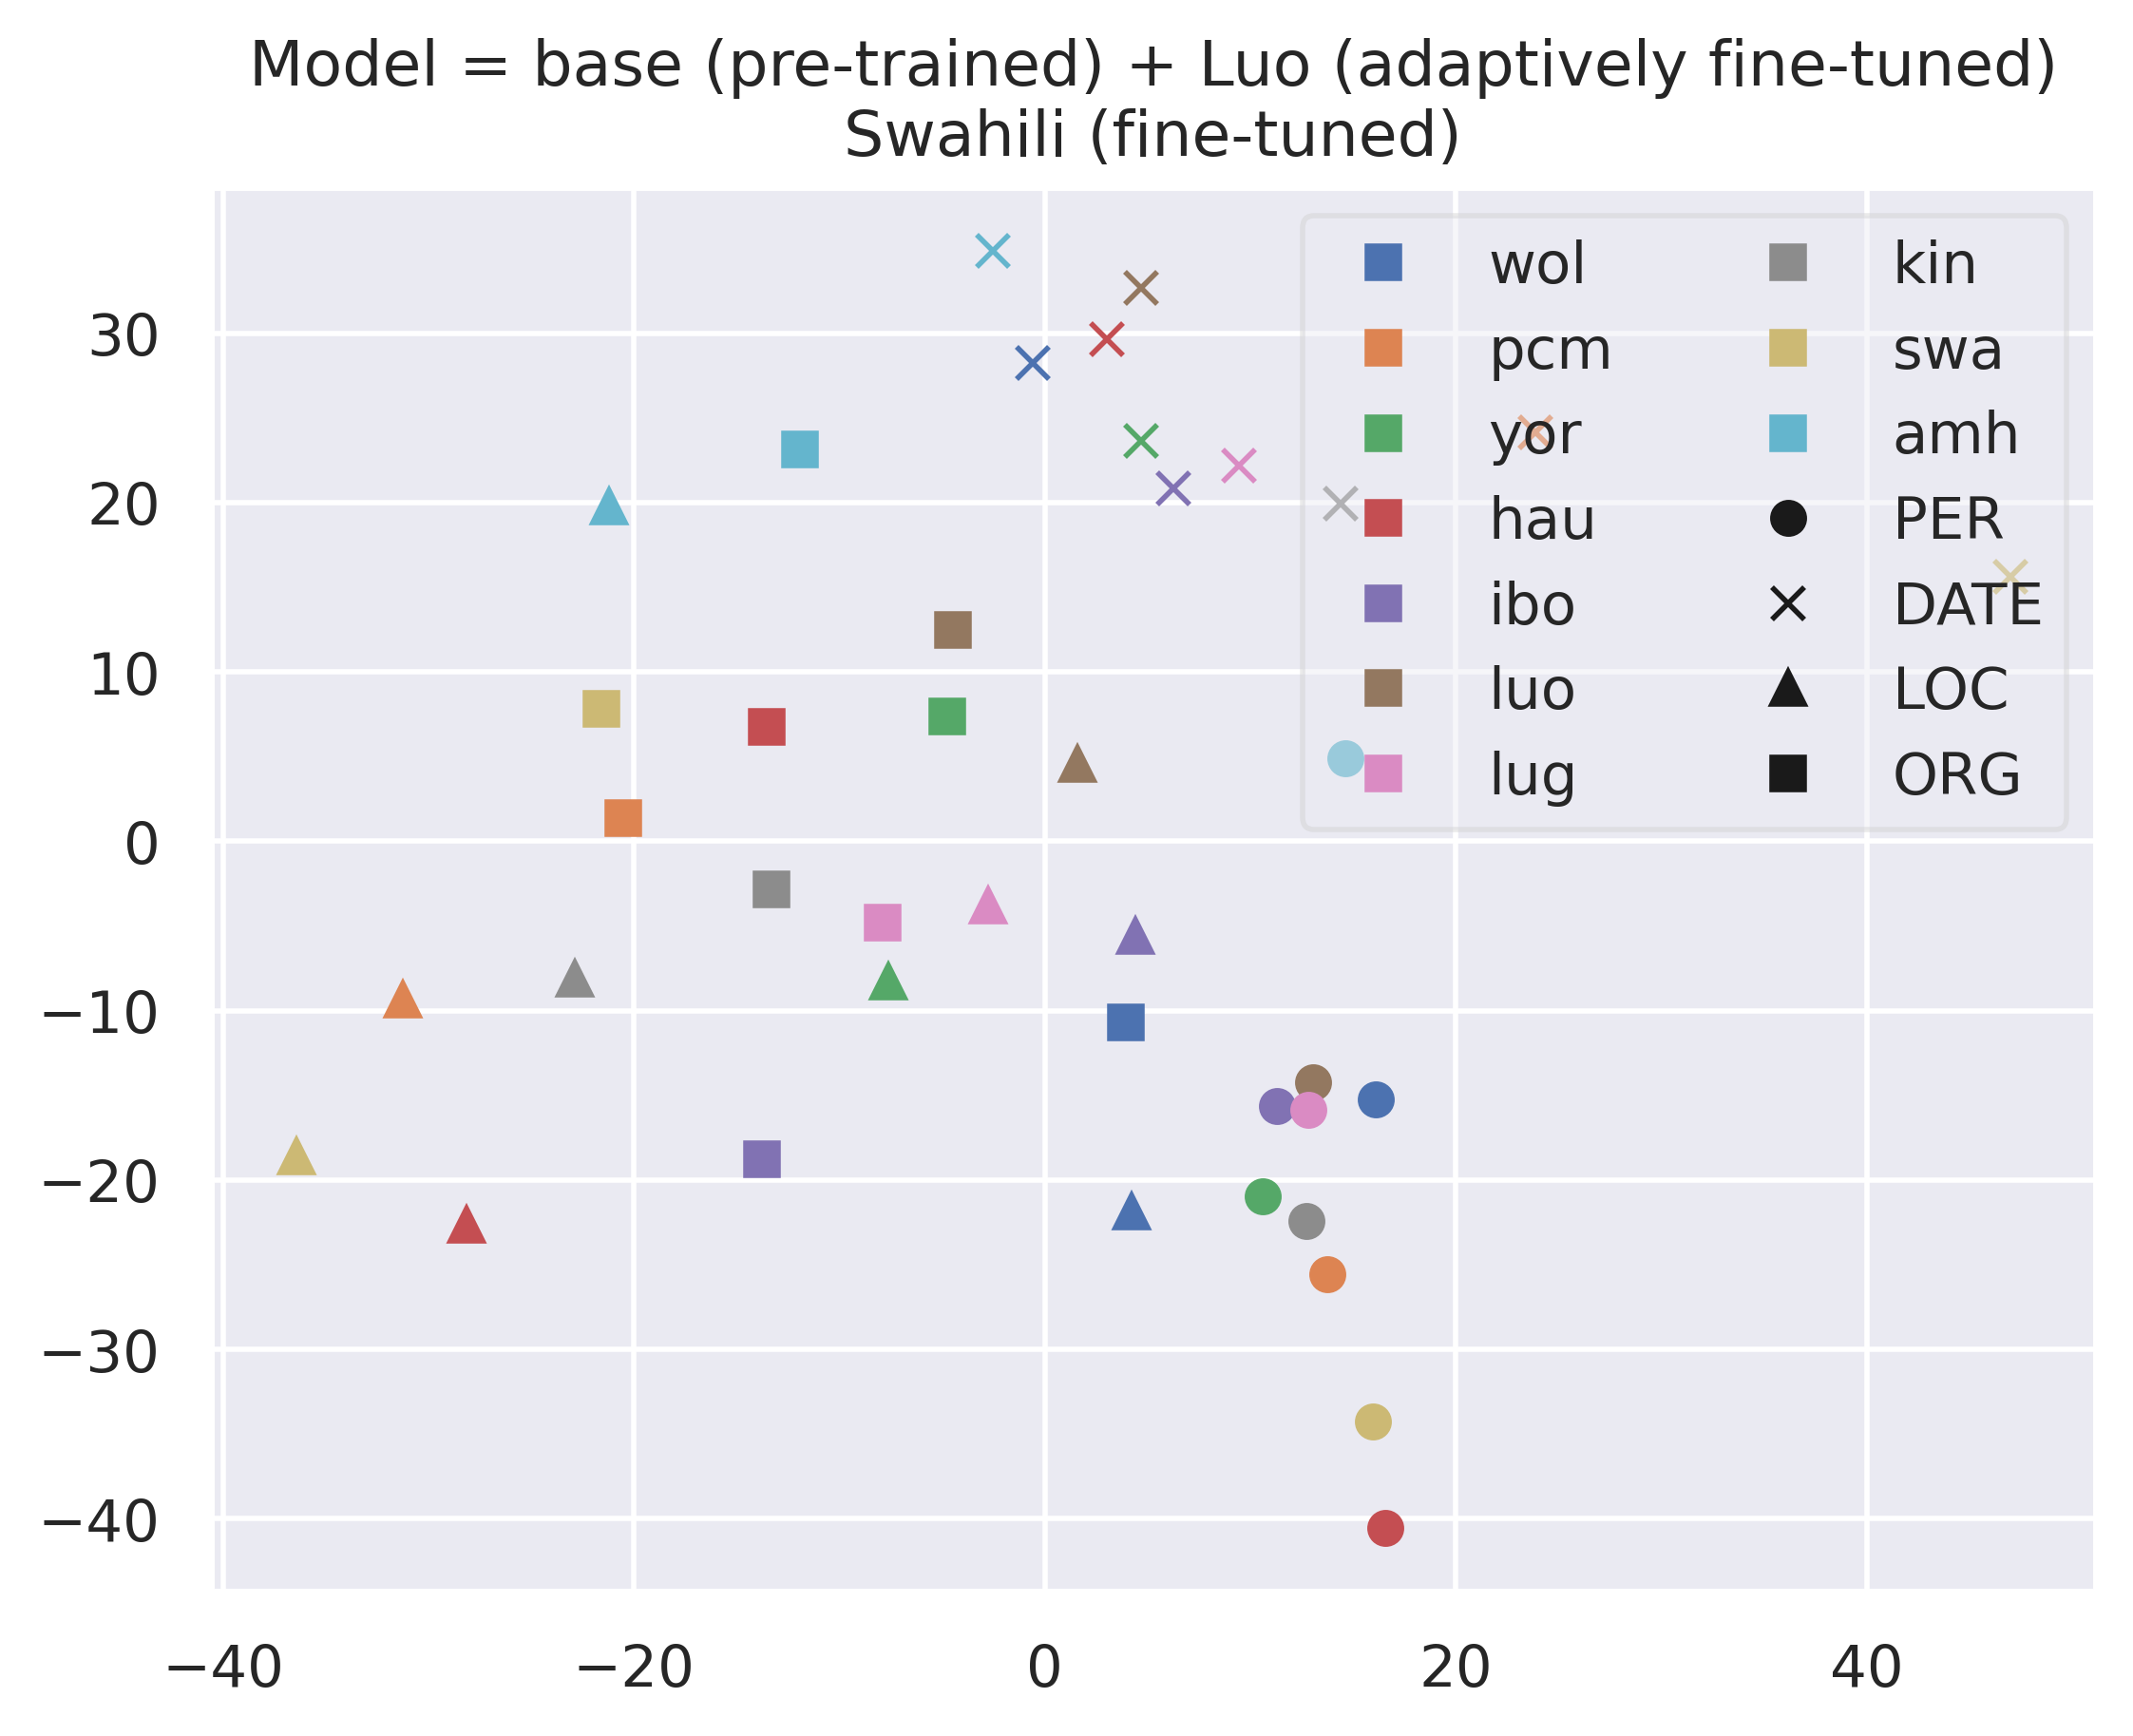 Model = base (pre-trained) + Luo (adaptively fine-tuned)
Swahili (fine-tuned)
30
20
10
0
−10
−20
−30
−40
−40
−20
0
20
40
wol
pcm
yor
hau
ibo
luo
lug
kin
swa
amh
PER
DATE
LOC
ORG